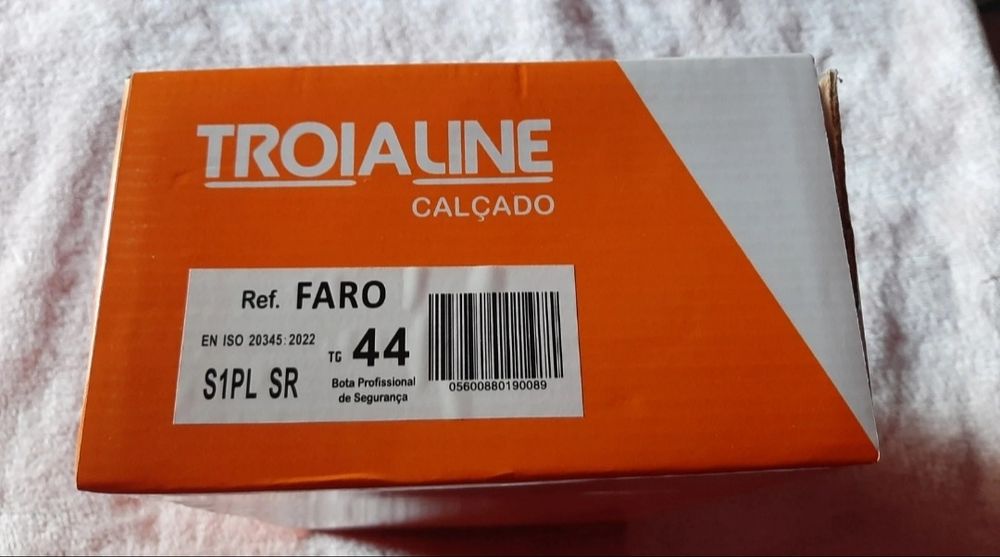 TROIALINE
CALÇADO
Ref. FARO
EN ISO 20345:2022
TG 44
S1PL SR
Bota Profissional
de Segurança
05600880190089